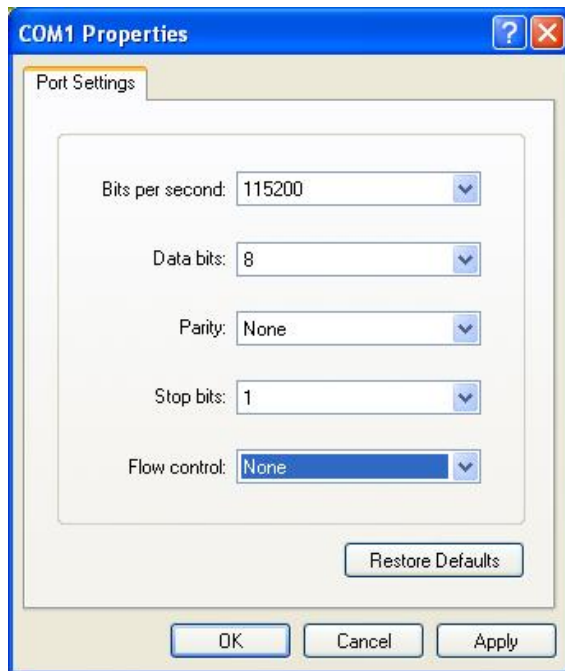 COM1 Properties
Port Settings
Bits per second: 115200
Data bits: 8
Parity: None
Stop bits: 1
Flow control: None
Restore Defaults
OK Cancel Apply